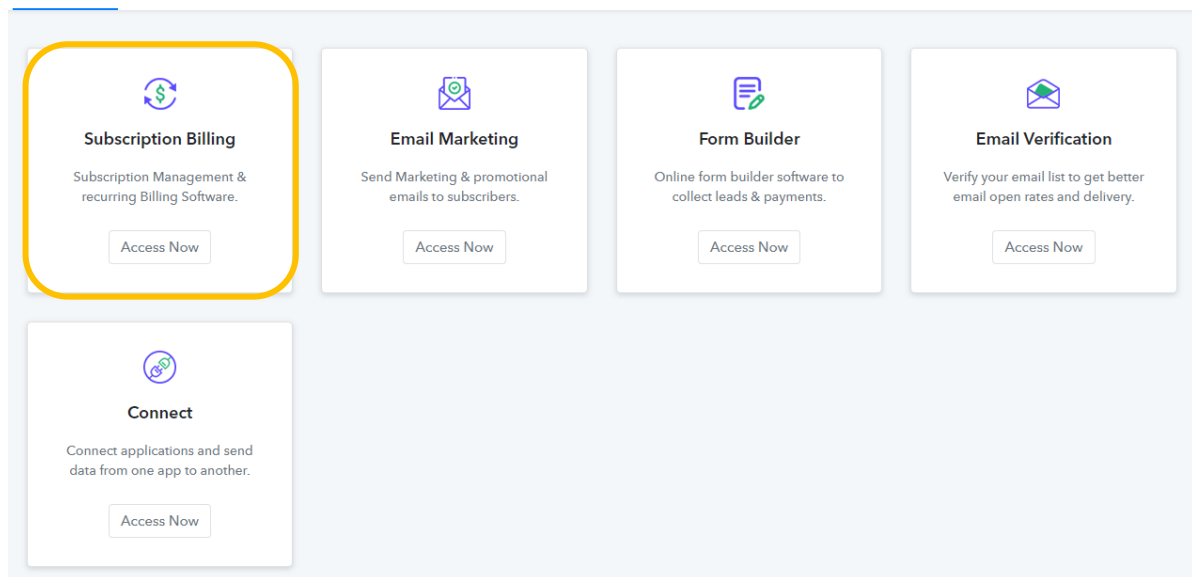 Subscription Billing
Subscription Management &
recurring Billing Software.
Access Now
Email Marketing
Send Marketing & promotional
emails to subscribers.
Access Now
Form Builder
Online form builder software to
collect leads & payments.
Access Now
Email Verification
Verify your email list to get better
email open rates and delivery.
Access Now
Connect
Connect applications and send
data from one app to another.
Access Now